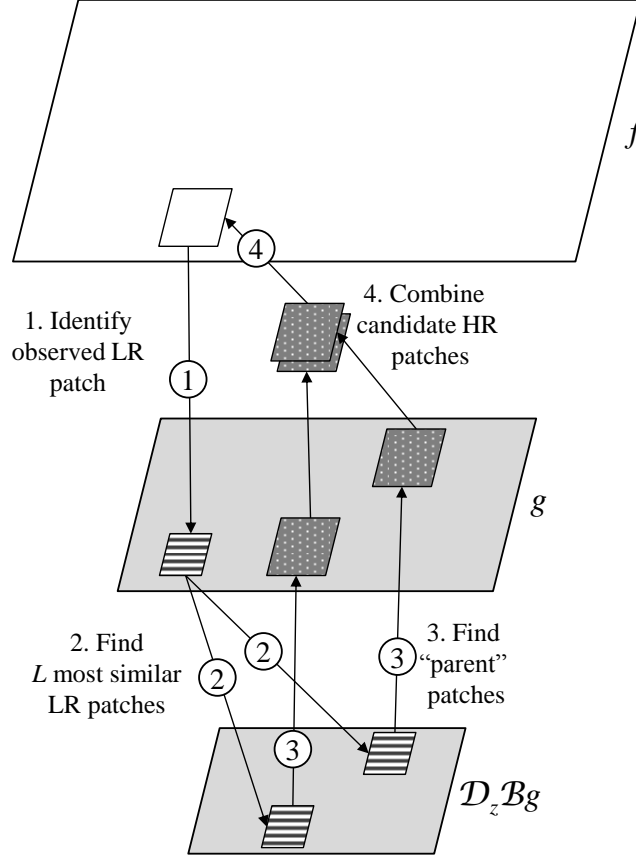 f
4
1. Identify
observed LR
patch
4. Combine
candidate HR
patches
1
g
2. Find
L most similar
LR patches
2
2
3. Find
“parent”
patches
3
3
𝒟zℬg